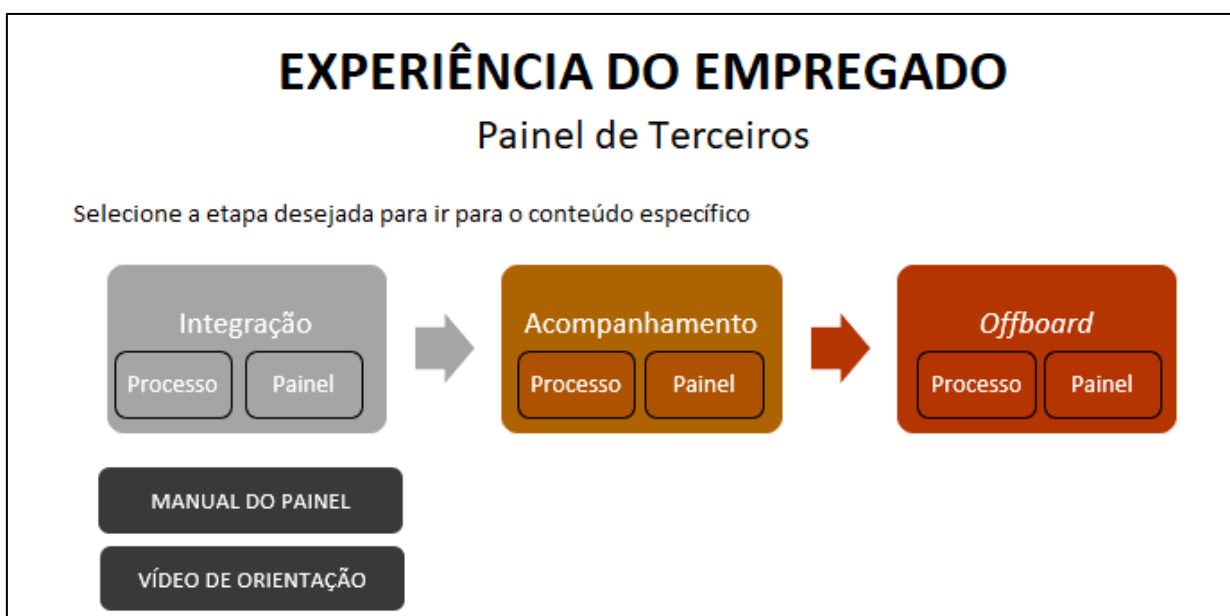 EXPERIÊNCIA DO EMPREGADO
Painel de Terceiros
Selecione a etapa desejada para ir para o conteúdo específico
Integração
Processo
Painel
Acompanhamento
Processo
Painel
Offboard
Processo
Painel
MANUAL DO PAINEL
VÍDEO DE ORIENTAÇÃO